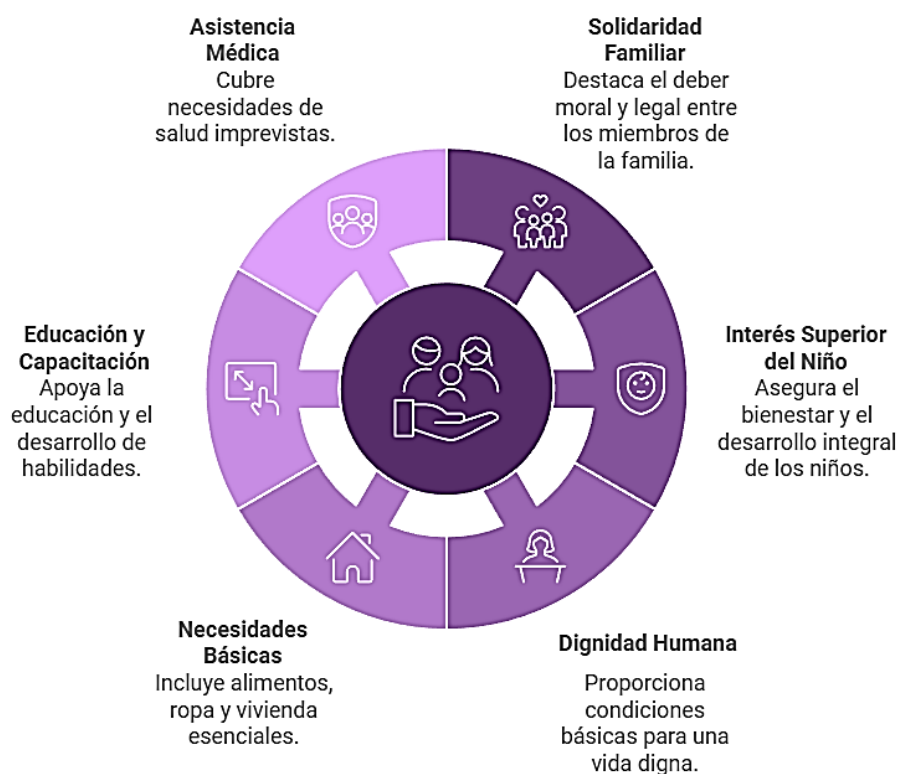 Asistencia
Médica
Cubre
necesidades de
salud imprevistas.
Solidaridad
Familiar
Destaca el deber
moral y legal entre
los miembros de
la familia.
Educación y
Capacitación
Apoya la
educación y el
desarrollo de
habilidades.
Interés Superior
del Niño
Asegura el
bienestar y el
desarrollo integral
de los niños.
Necesidades
Básicas
Incluye alimentos,
ropa y vivienda
esenciales.
Dignidad Humana
Proporciona
condiciones
básicas para una
vida digna.